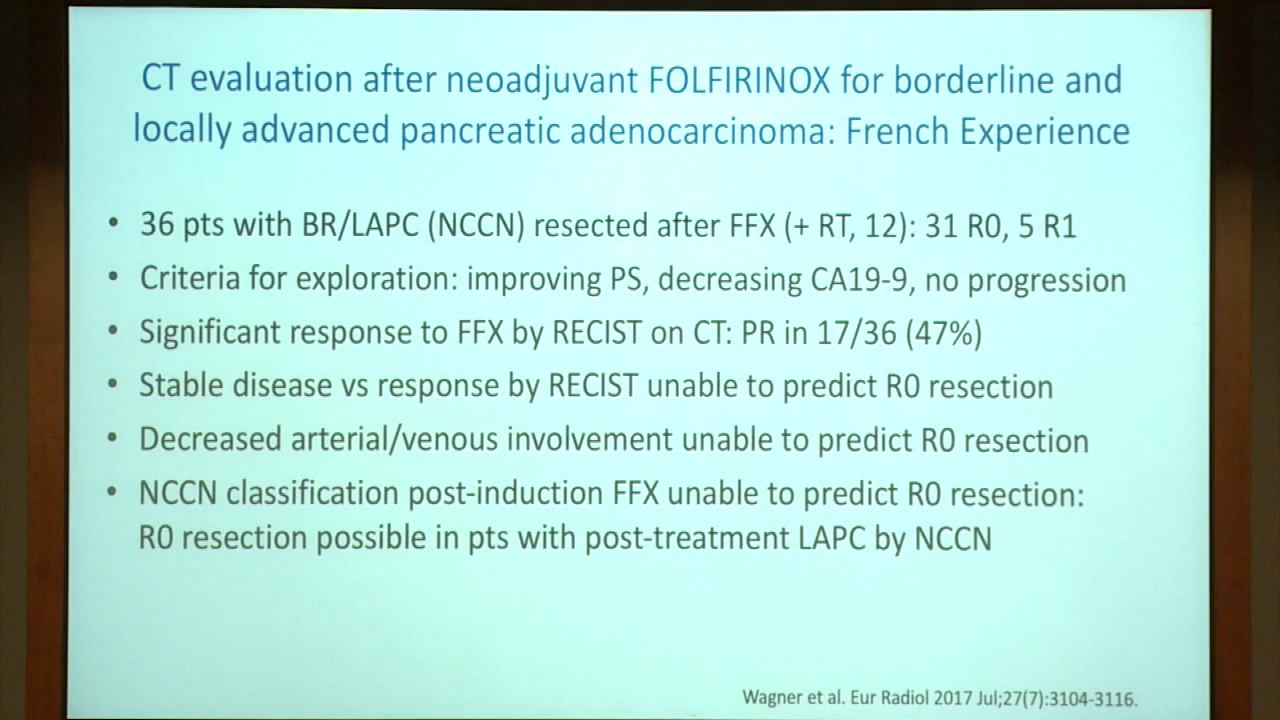 CT evaluation after neoadjuvant FOLFIRINOX for borderline and
locally advanced pancreatic adenocarcinoma: French Experience
• 36 pts with BR/LAPC (NCCN) resected after FFX (+ RT, 12): 31 R0, 5 R1
• Criteria for exploration: improving PS, decreasing CA19-9, no progression
• Significant response to FFX by RECIST on CT: PR in 17/36 (47%)
• Stable disease vs response by RECIST unable to predict R0 resection
• Decreased arterial/venous involvement unable to predict R0 resection
• NCCN classification post-induction FFX unable to predict R0 resection:
R0 resection possible in pts with post-treatment LAPC by NCCN
Wagner et al. Eur Radiol 2017 Jul;27(7):3104-3116.